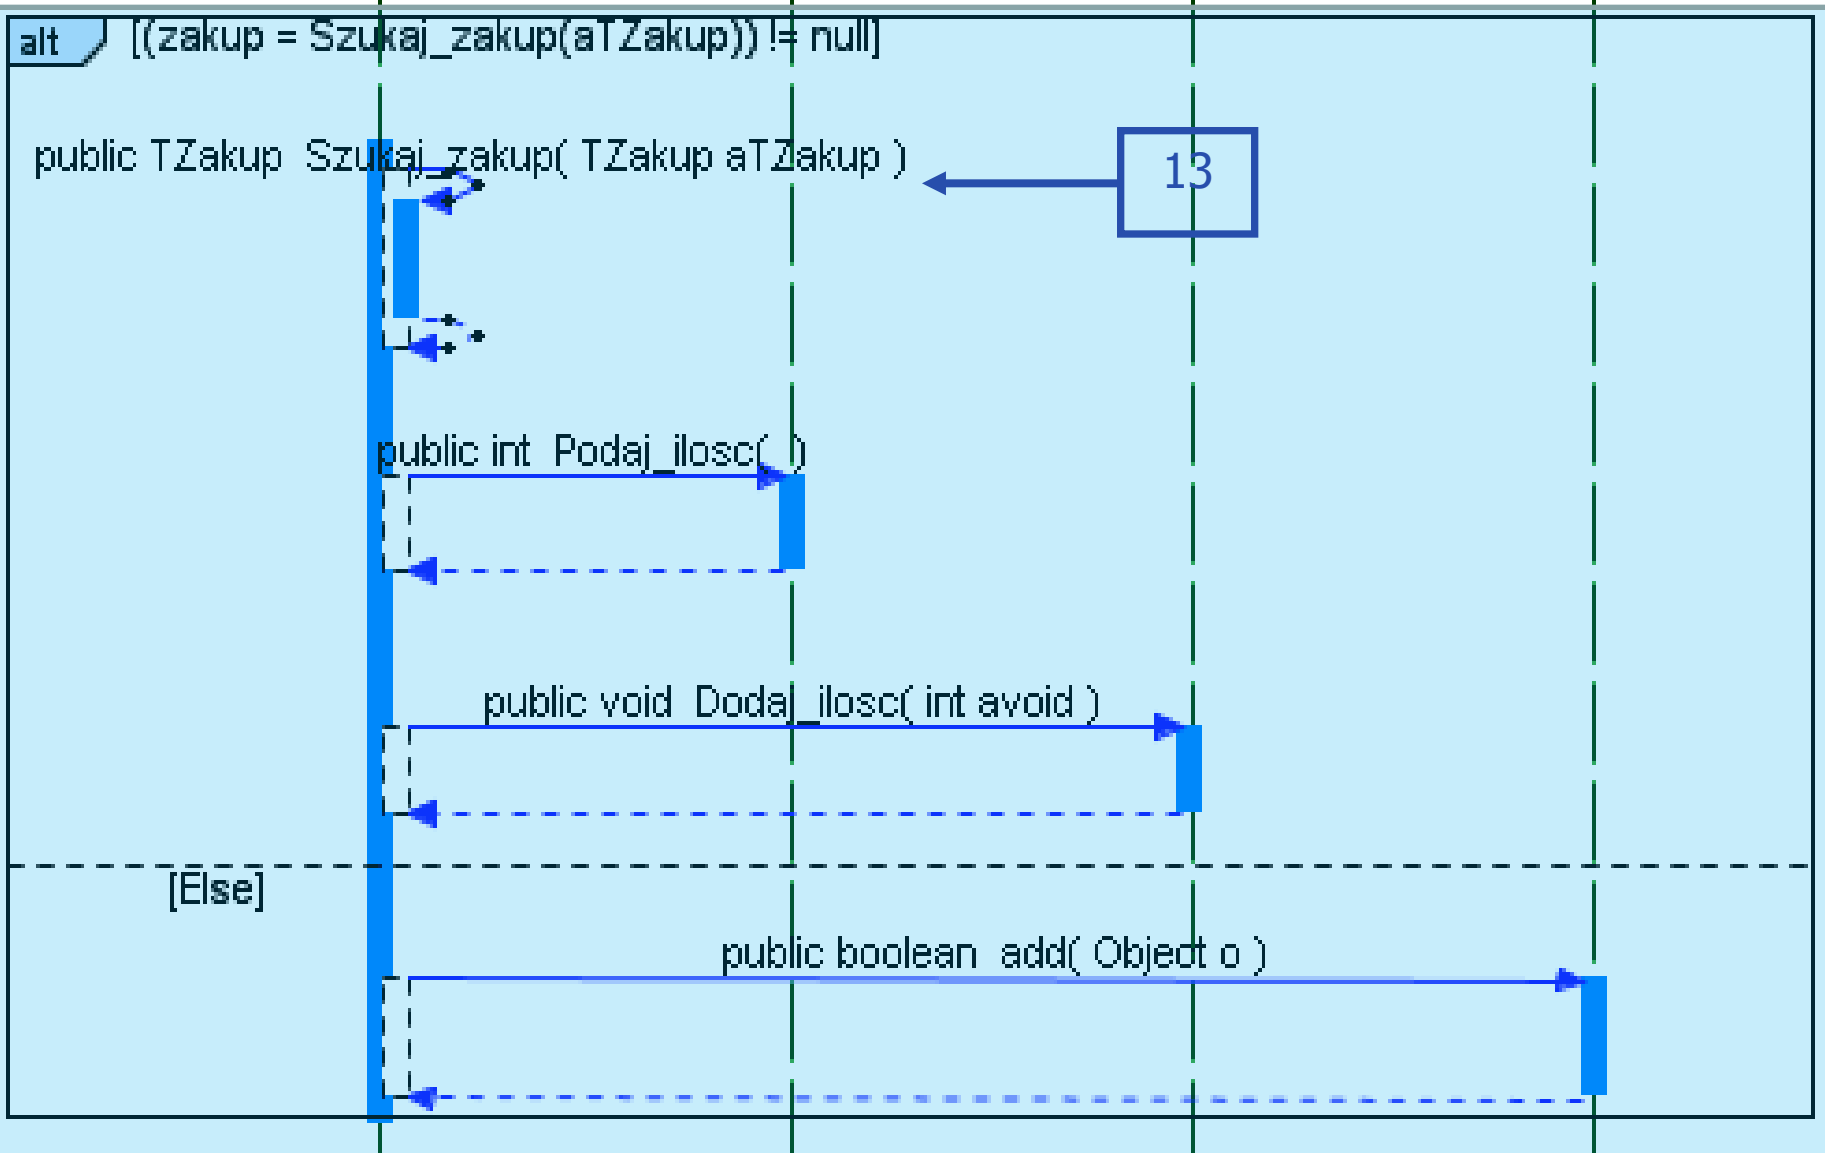 alt [(zakup = Szukaj_zakup(aTZakup)) != null]
public TZakup Szukaj_zakup( TZakup aTZakup )
13
public int Podaj_ilosc( )
public void Dodaj_ilosc( int avoid )
[Else]
public boolean add( Object o )